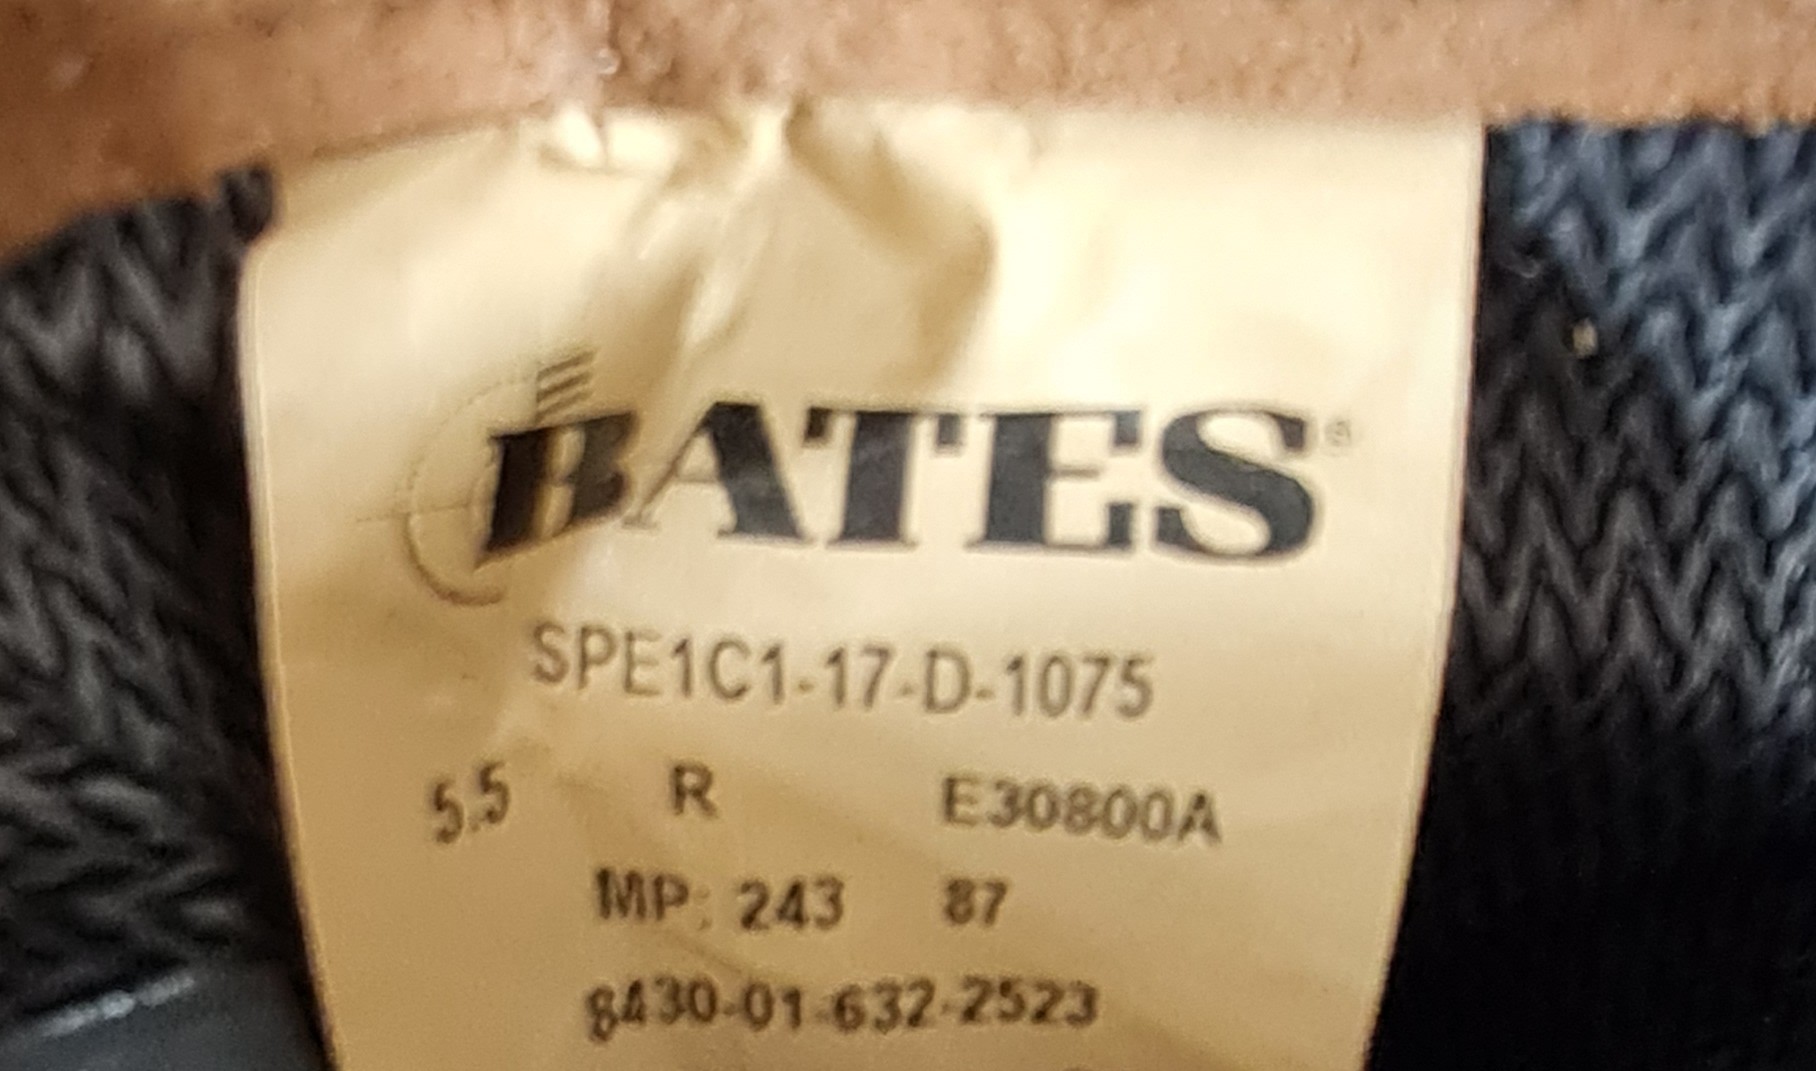 BATES®
SPE1C1-17-D-1075
5.5 R E30800A
MP: 243 87
8430-01-632-2523